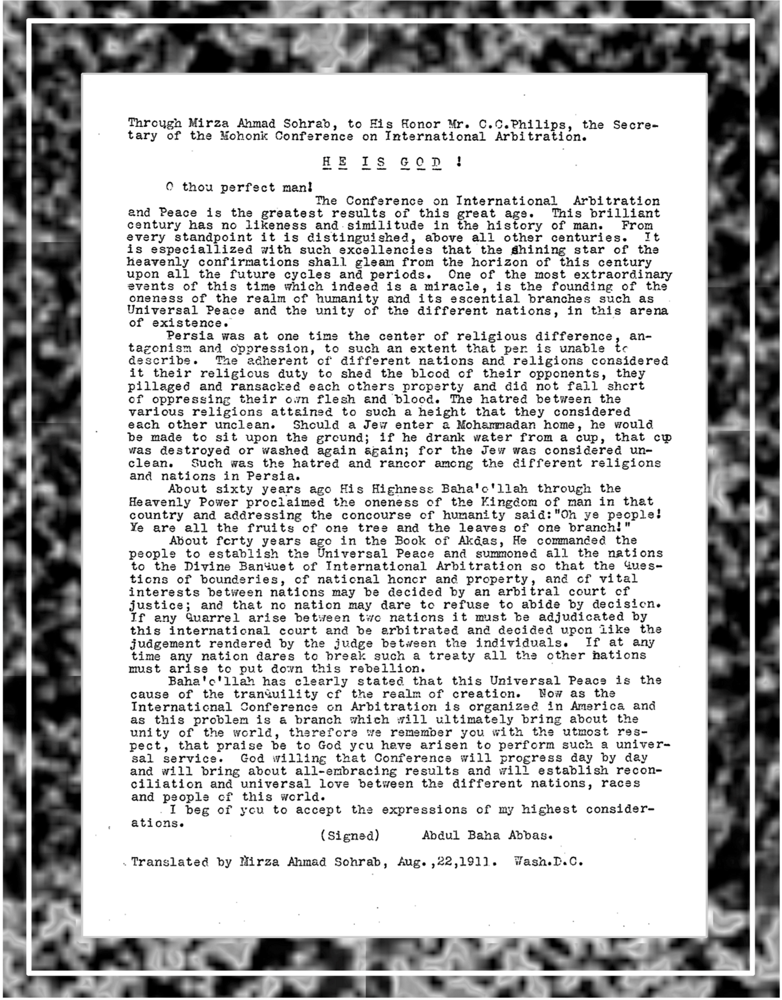 Through Mirza Ahmad Sohrab, to His Honor Mr. C.C.Philips, the Secre-
tary of the Mohonk Conference on International Arbitration.
H E I S G O D !
O thou perfect man!
The Conference on International Arbitration
and Peace is the greatest results of this great age. This brilliant
century has no likeness and similitude in the history of man. From
every standpoint it is distinguished, above all other centuries. It
is especiallized with such excellencies that the shining star of the
heavenly confirmations shall gleam from the horizon of this century
upon all the future cycles and periods. One of the most extraordinary
events of this time which indeed is a miracle, is the founding of the
oneness of the realm of humanity and its escential branches such as
Universal Peace and the unity of the different nations, in this arena
of existence.
Persia was at one time the center of religious difference, an-
tagonism and oppression, to such an extent that pen is unable to
describe. The adherent of different nations and religions considered
it their religious duty to shed the blood of their opponents, they
pillaged and ransacked each others property and did not fall short
of oppressing their own flesh and blood. The hatred between the
various religions attained to such a height that they considered
each other unclean. Should a Jew enter a Mohammadan home, he would
be made to sit upon the ground; if he drank water from a cup, that cup
was destroyed or washed again again; for the Jew was considered un-
clean. Such was the hatred and rancor among the different religions
and nations in Persia.
About sixty years ago His Highness Baha'o'llah through the
Heavenly Power proclaimed the oneness of the Kingdom of man in that
country and addressing the concourse of humanity said:"Oh ye people!
Ye are all the fruits of one tree and the leaves of one branch!"
About forty years ago in the Book of Akdas, He commanded the
people to establish the Universal Peace and summoned all the nations
to the Divine Banquet of International Arbitration so that the Ques-
tions of bounderies, of national honor and property, and of vital
interests between nations may be decided by an arbitral court of
justice; and that no nation may dare to refuse to abide by decision.
If any Quarrel arise between two nations it must be adjudicated by
this international court and be arbitrated and decided upon like the
judgement rendered by the judge between the individuals. If at any
time any nation dares to break such a treaty all the other nations
must arise to put down this rebellion.
Baha'o'llah has clearly stated that this Universal Peace is the
cause of the tranquility of the realm of creation. Now as the
International Conference on Arbitration is organized in America and
as this problem is a branch which will ultimately bring about the
unity of the world, therefore we remember you with the utmost res-
pect, that praise be to God you have arisen to perform such a univer-
sal service. God willing that Conference will progress day by day
and will bring about all-embracing results and will establish recon-
ciliation and universal love between the different nations, races
and people of this world.
I beg of you to accept the expressions of my highest consider-
ations.
(Signed) Abdul Baha Abbas.
Translated by Mirza Ahmad Sohrab, Aug.,22,1911. Wash.D.C.